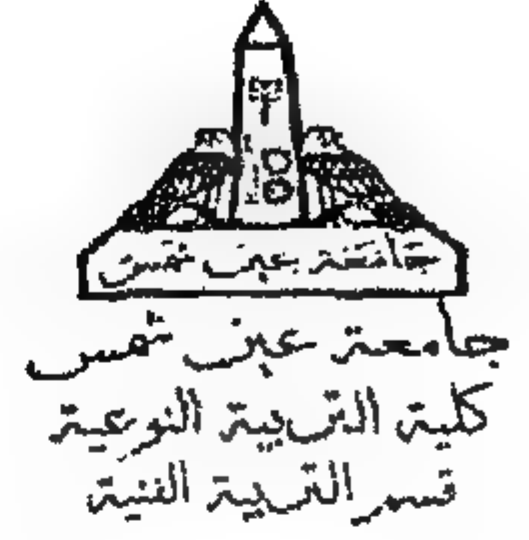 جامعة عين شمس
جامعة عين شمس
كلية التربية النوعية
قسم التربية الفنية